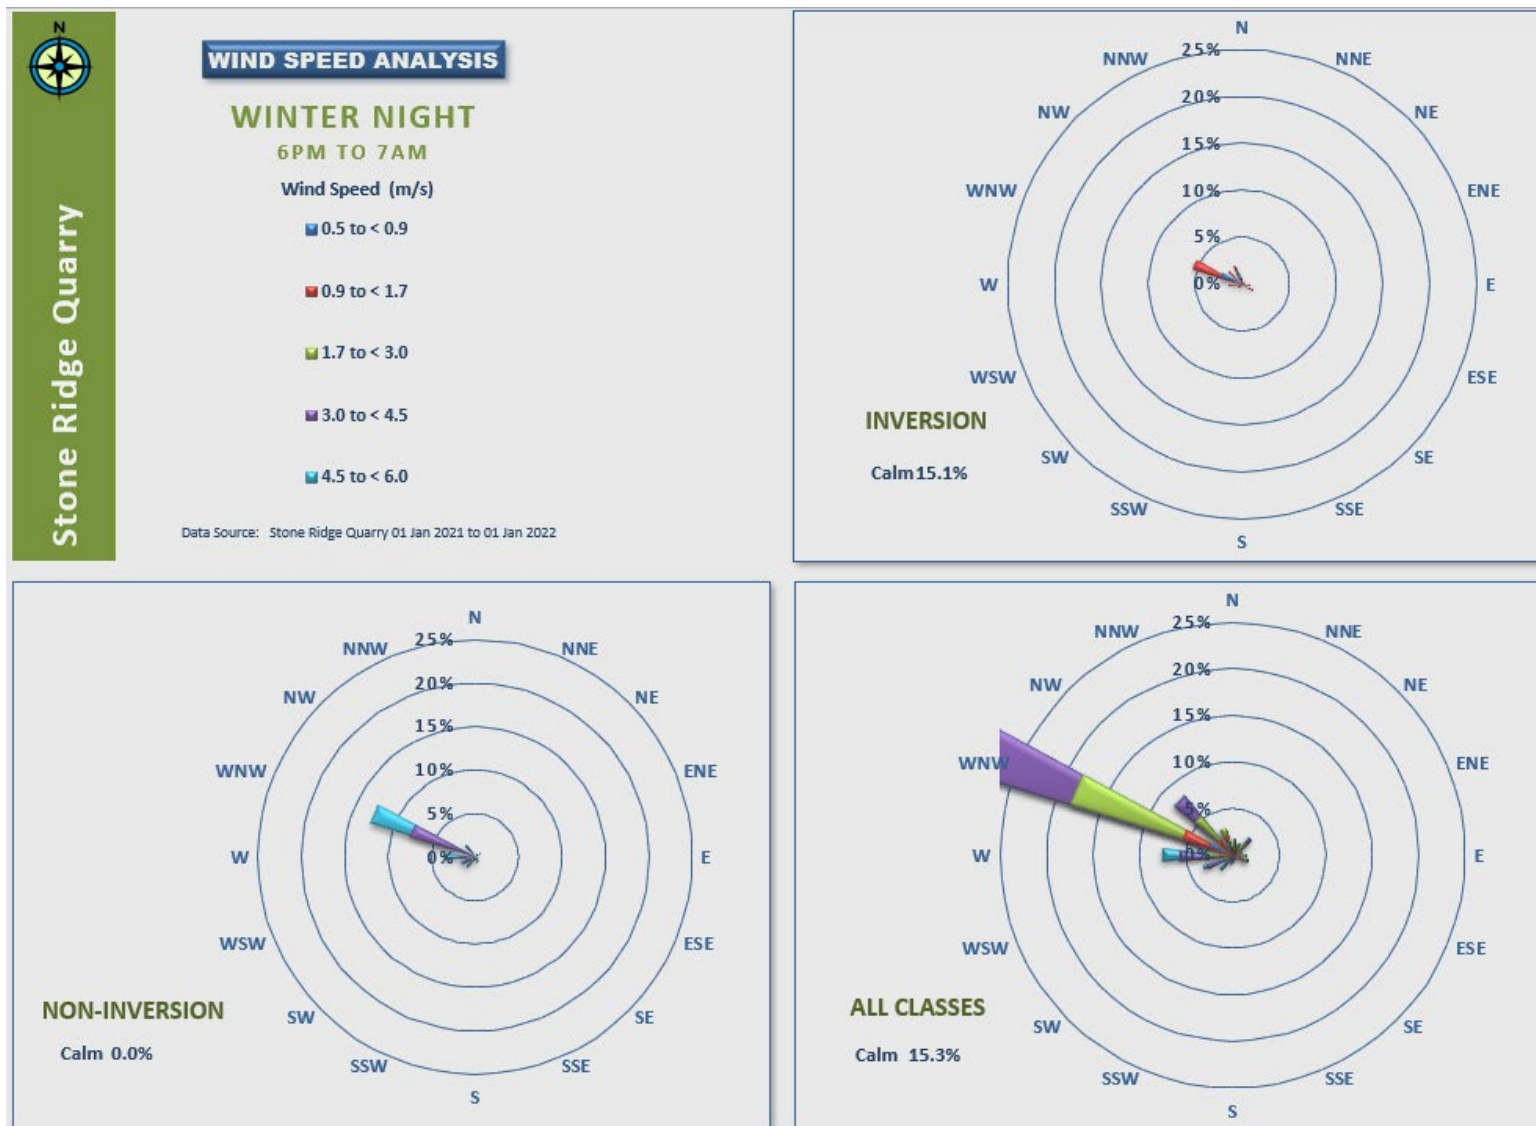 N
Stone Ridge Quarry
WIND SPEED ANALYSIS
WINTER NIGHT
6PM TO 7AM
Wind Speed (m/s)
0.5 to < 0.9
0.9 to < 1.7
1.7 to < 3.0
3.0 to < 4.5
4.5 to < 6.0
Data Source: Stone Ridge Quarry 01 Jan 2021 to 01 Jan 2022
N
25%
NNW
NNE
20%
NW
NE
15%
WNW
10%
ENE
5%
W
0%
E
WSW
ESE
INVERSION
SW
SE
Calm 15.1%
SSW
SSE
S
N
25%
NNW
NNE
20%
NW
NE
15%
WNW
10%
ENE
5%
W
0%
E
WSW
ESE
NON-INVERSION
SW
SE
Calm 0.0%
SSW
SSE
S
N
25%
NNW
NNE
20%
NW
NE
15%
WNW
10%
ENE
5%
W
0%
E
WSW
ESE
ALL CLASSES
SW
SE
Calm 15.3%
SSW
SSE
S